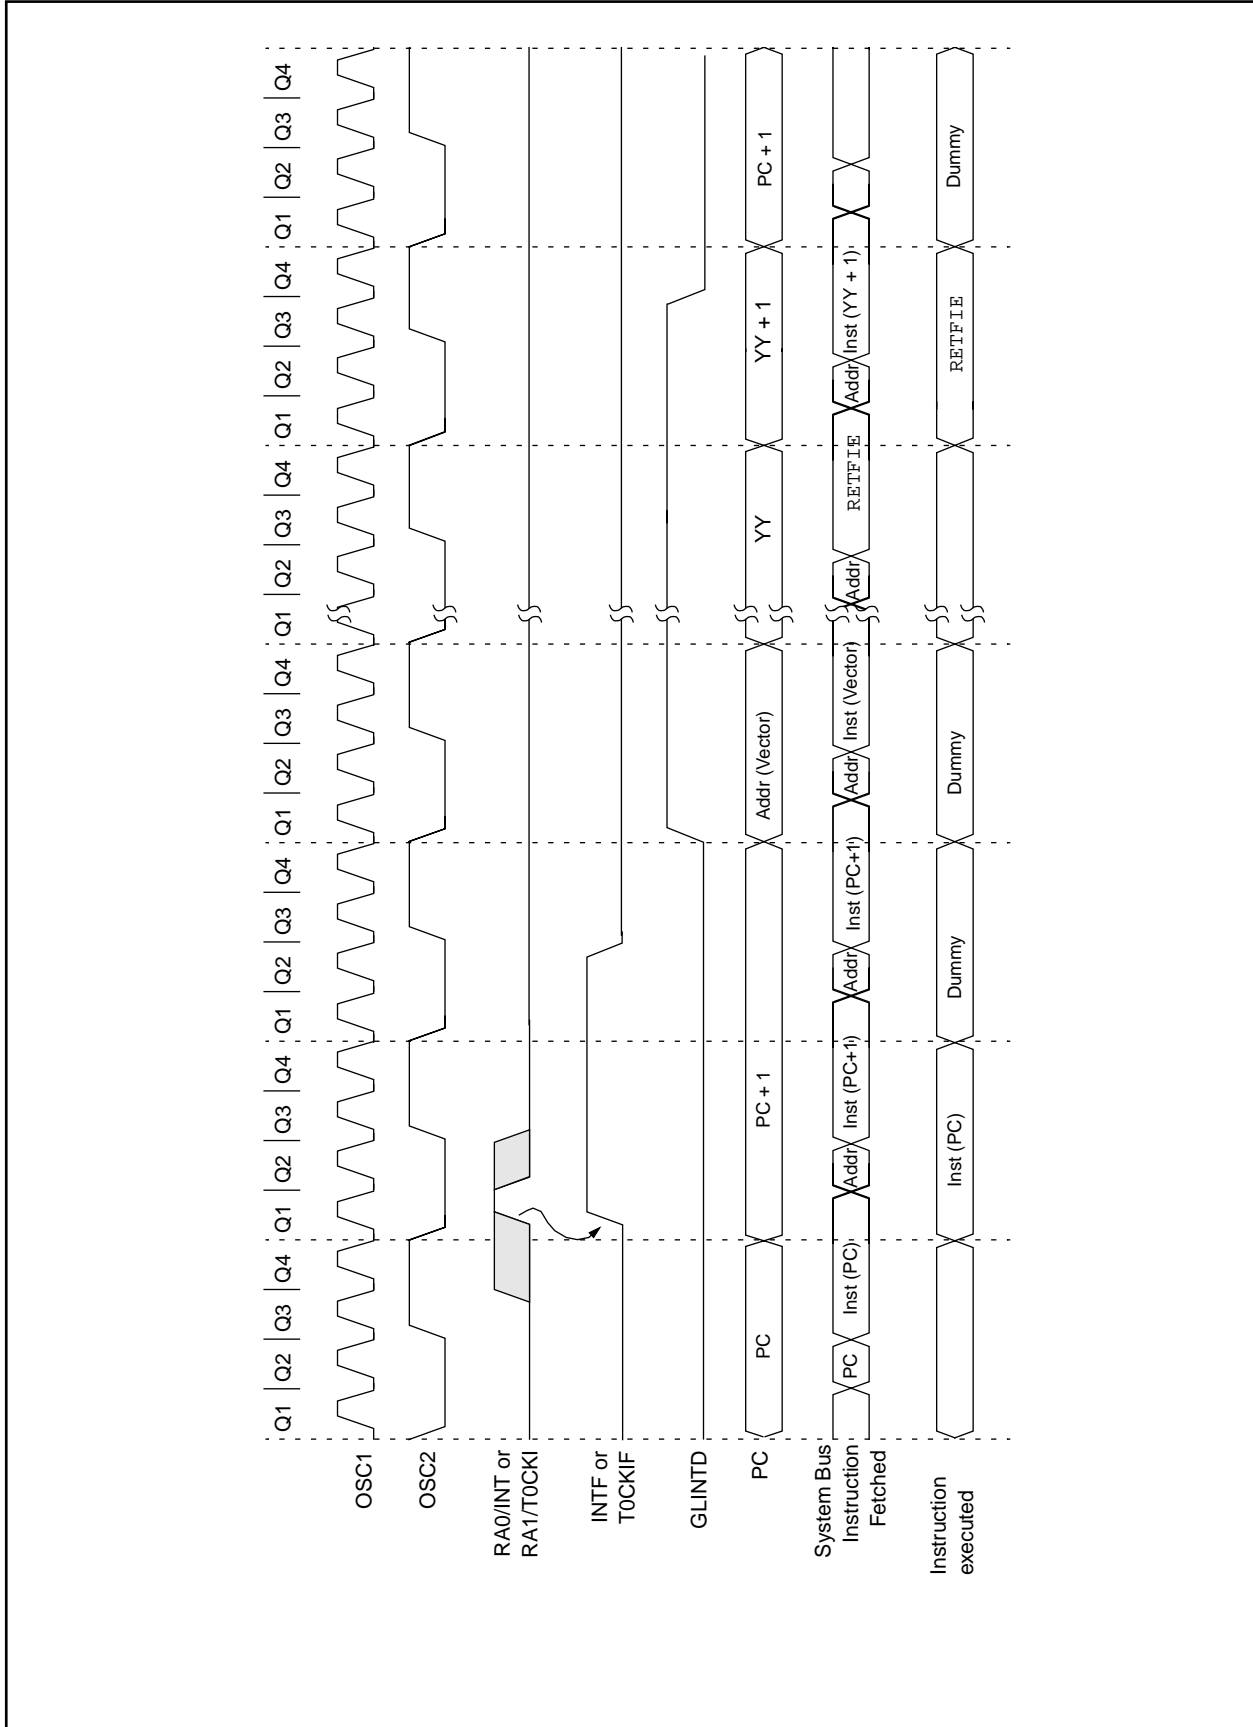 Q1 | Q2 | Q3 | Q4 | Q1 | Q2 | Q3 | Q4 | Q1 | Q2 | Q3 | Q4 | Q1 | Q2 | Q3 | Q4 | Q1 | Q2 | Q3 | Q4 | Q1 | Q2 | Q3 | Q4 | Q1 | Q2 | Q3 | Q4
OSC1
OSC2
RA0/INT or
RA1/T0CKI
INTF or
T0CKIF
GLINTD
PC PC PC + 1 Addr (Vector) YY YY + 1 PC + 1
System Bus
Instruction
Fetched
PC Inst (PC) Addr Inst (PC+1) Addr Inst (PC+1) Addr Inst (Vector) Addr RETFIE Addr Inst (YY + 1)
Instruction
executed
Inst (PC) Dummy Dummy RETFIE Dummy